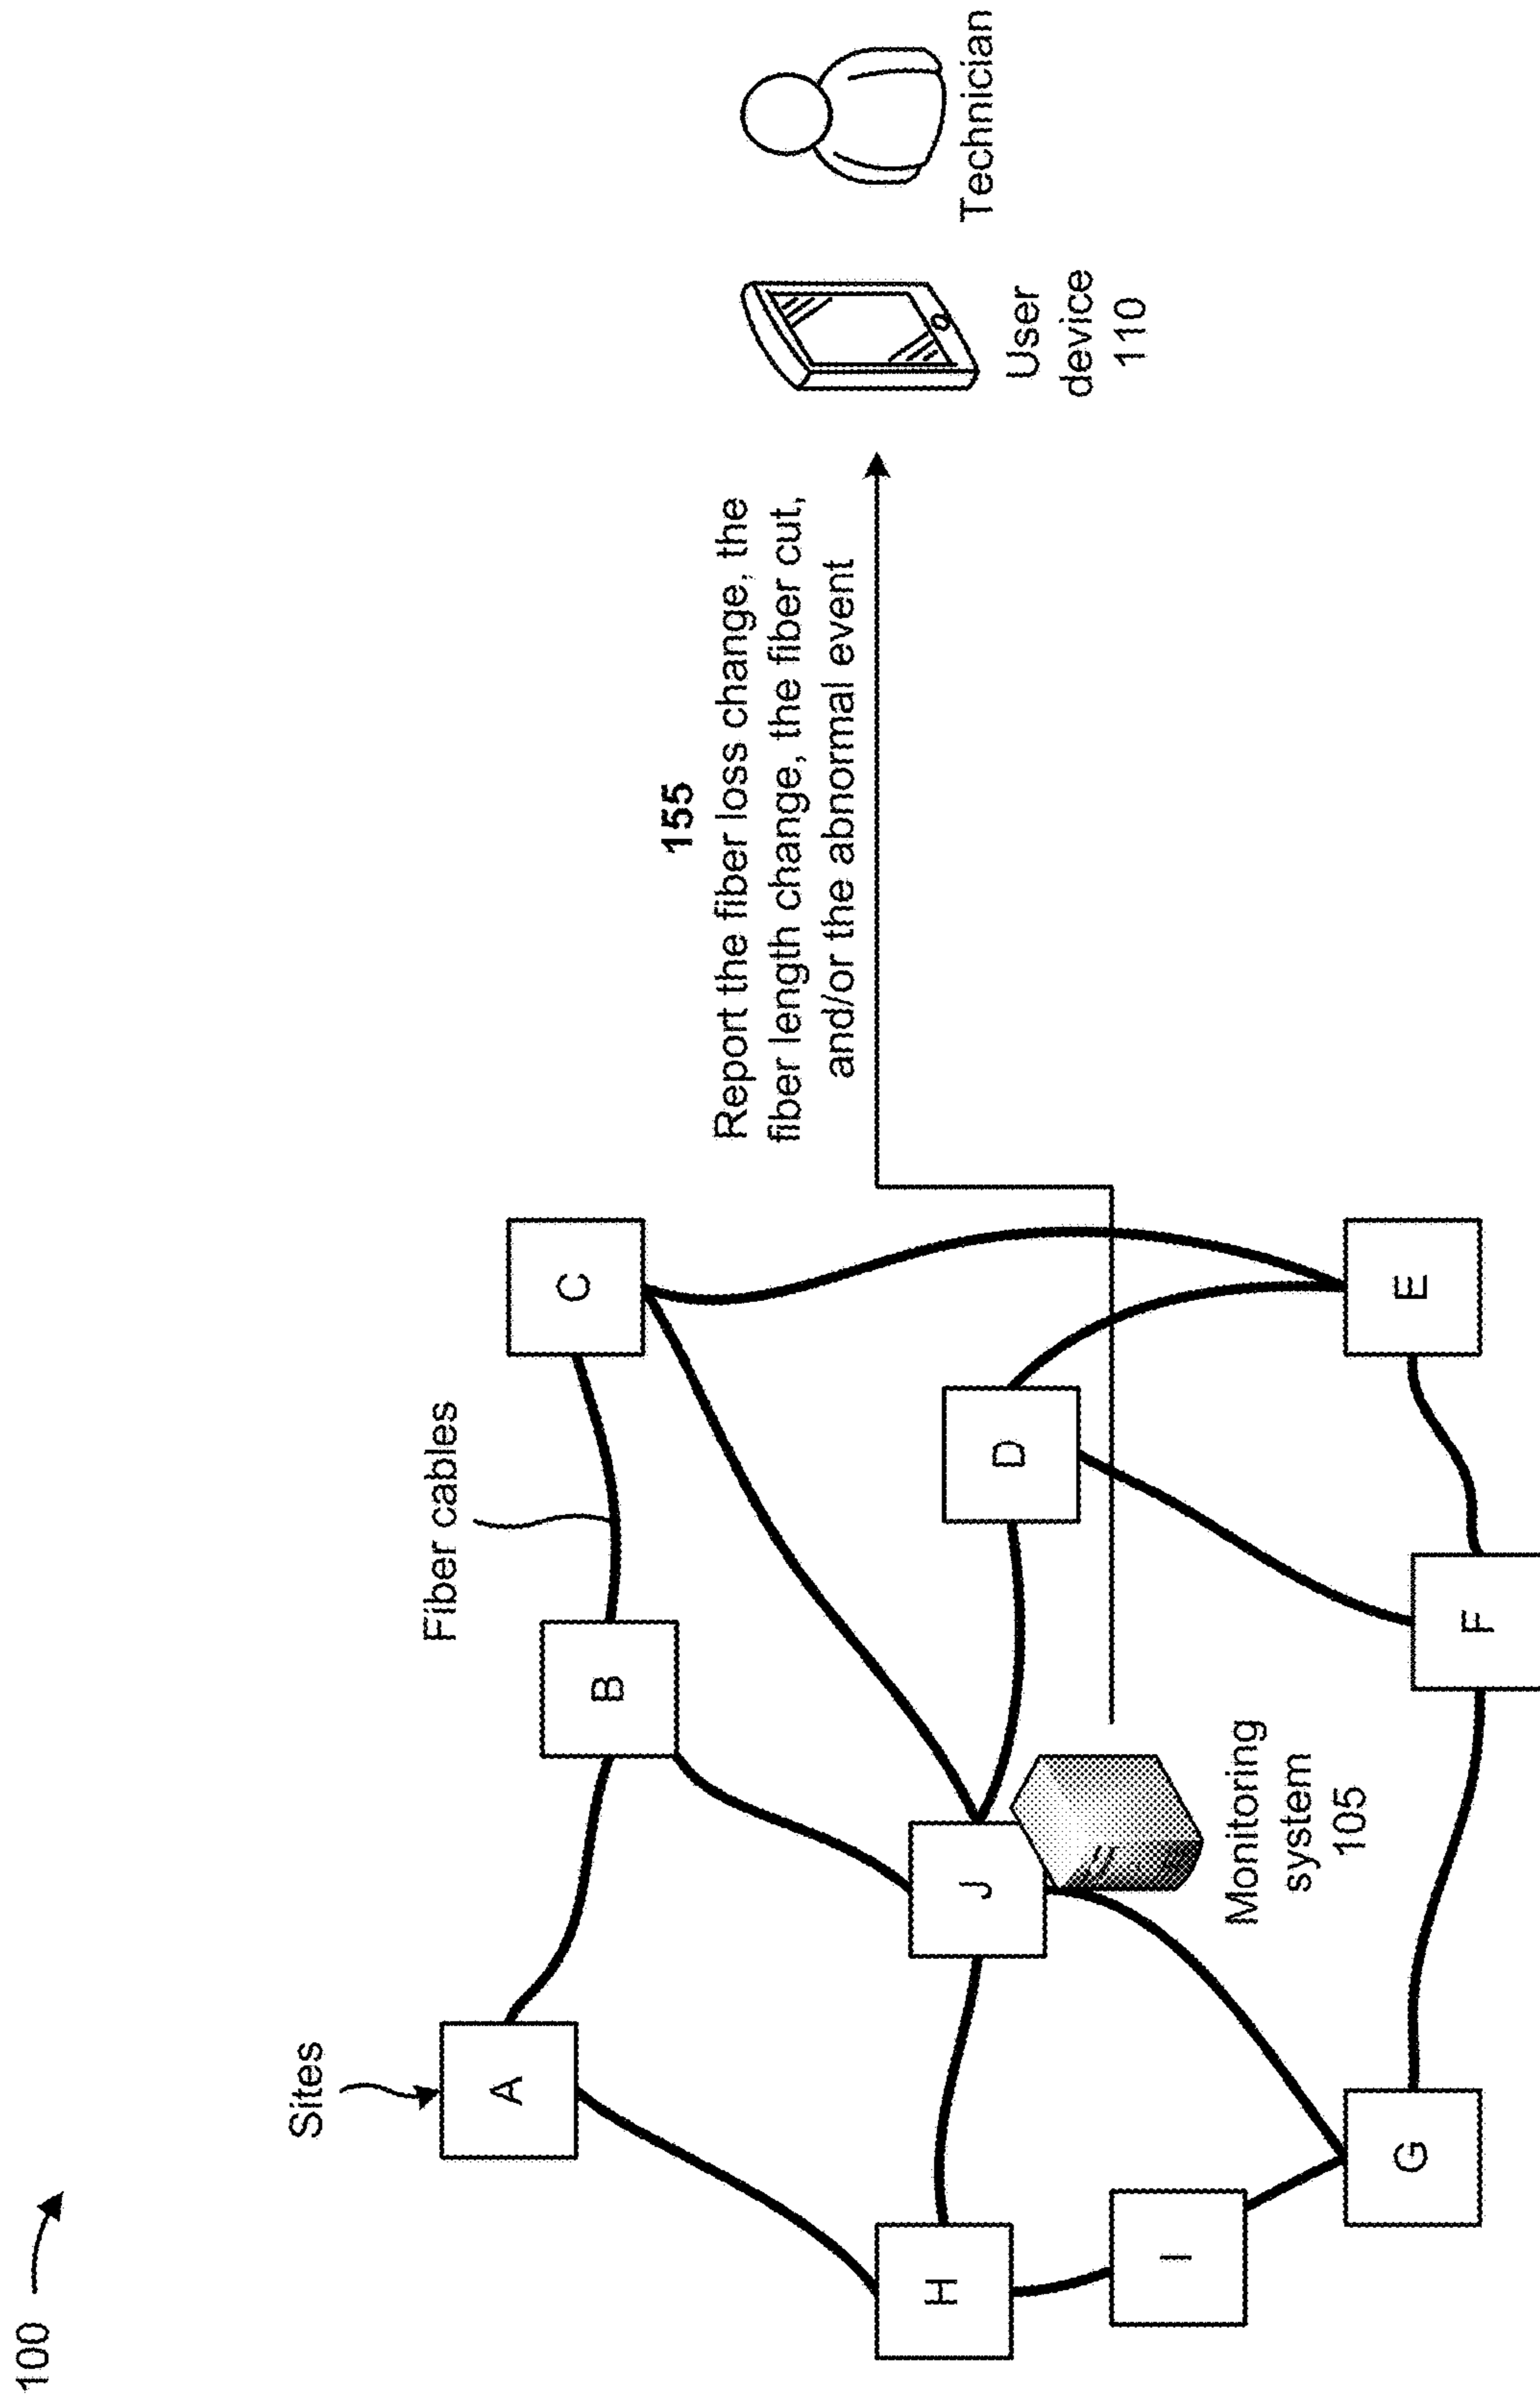 100
Sites
Fiber cables
A
B
C
155
Report the fiber loss change, the
fiber length change, the fiber cut,
and/or the abnormal event
H
J
D
I
Monitoring
system
105
G
F
E
User
device
110
Technician